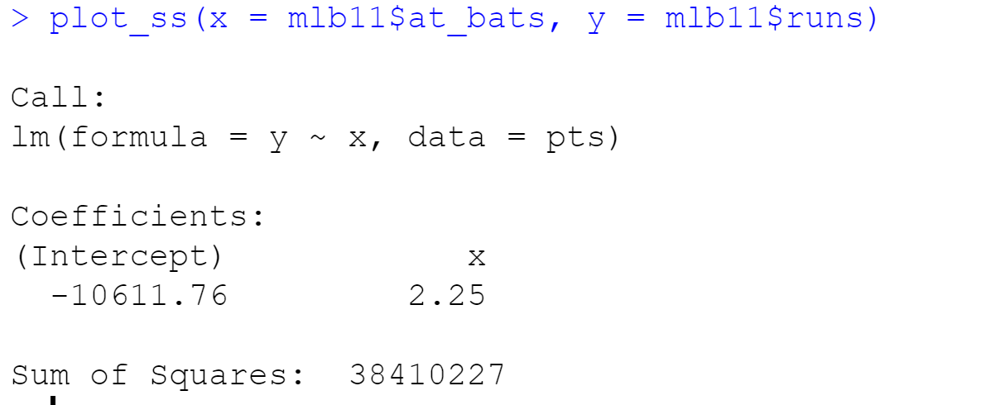 > plot_ss(x = mlb11$at_bats, y = mlb11$runs)
Call:
lm(formula = y ~ x, data = pts)
Coefficients:
(Intercept)            x
  -10611.76         2.25
Sum of Squares:  38410227